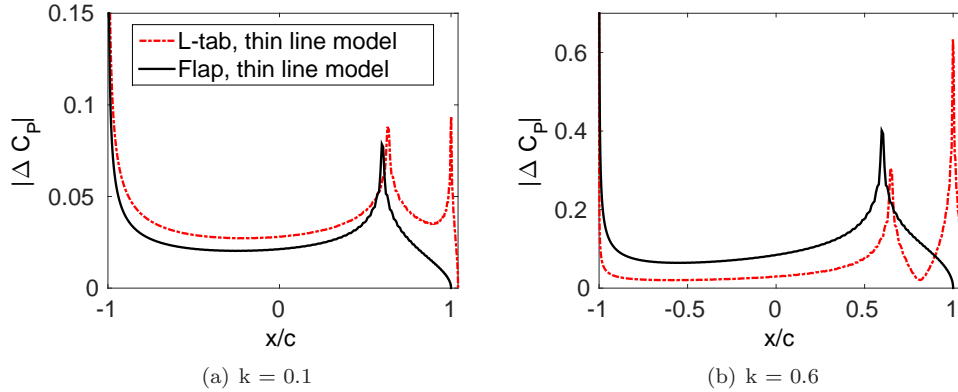 0.15
0.1
0.05
0
|Δ C_P|
L-tab, thin line model
Flap, thin line model
-1
0
1
x/c
(a) k = 0.1
0.6
0.4
0.2
0
|Δ C_P|
-1
-0.5
0
0.5
1
x/c
(b) k = 0.6